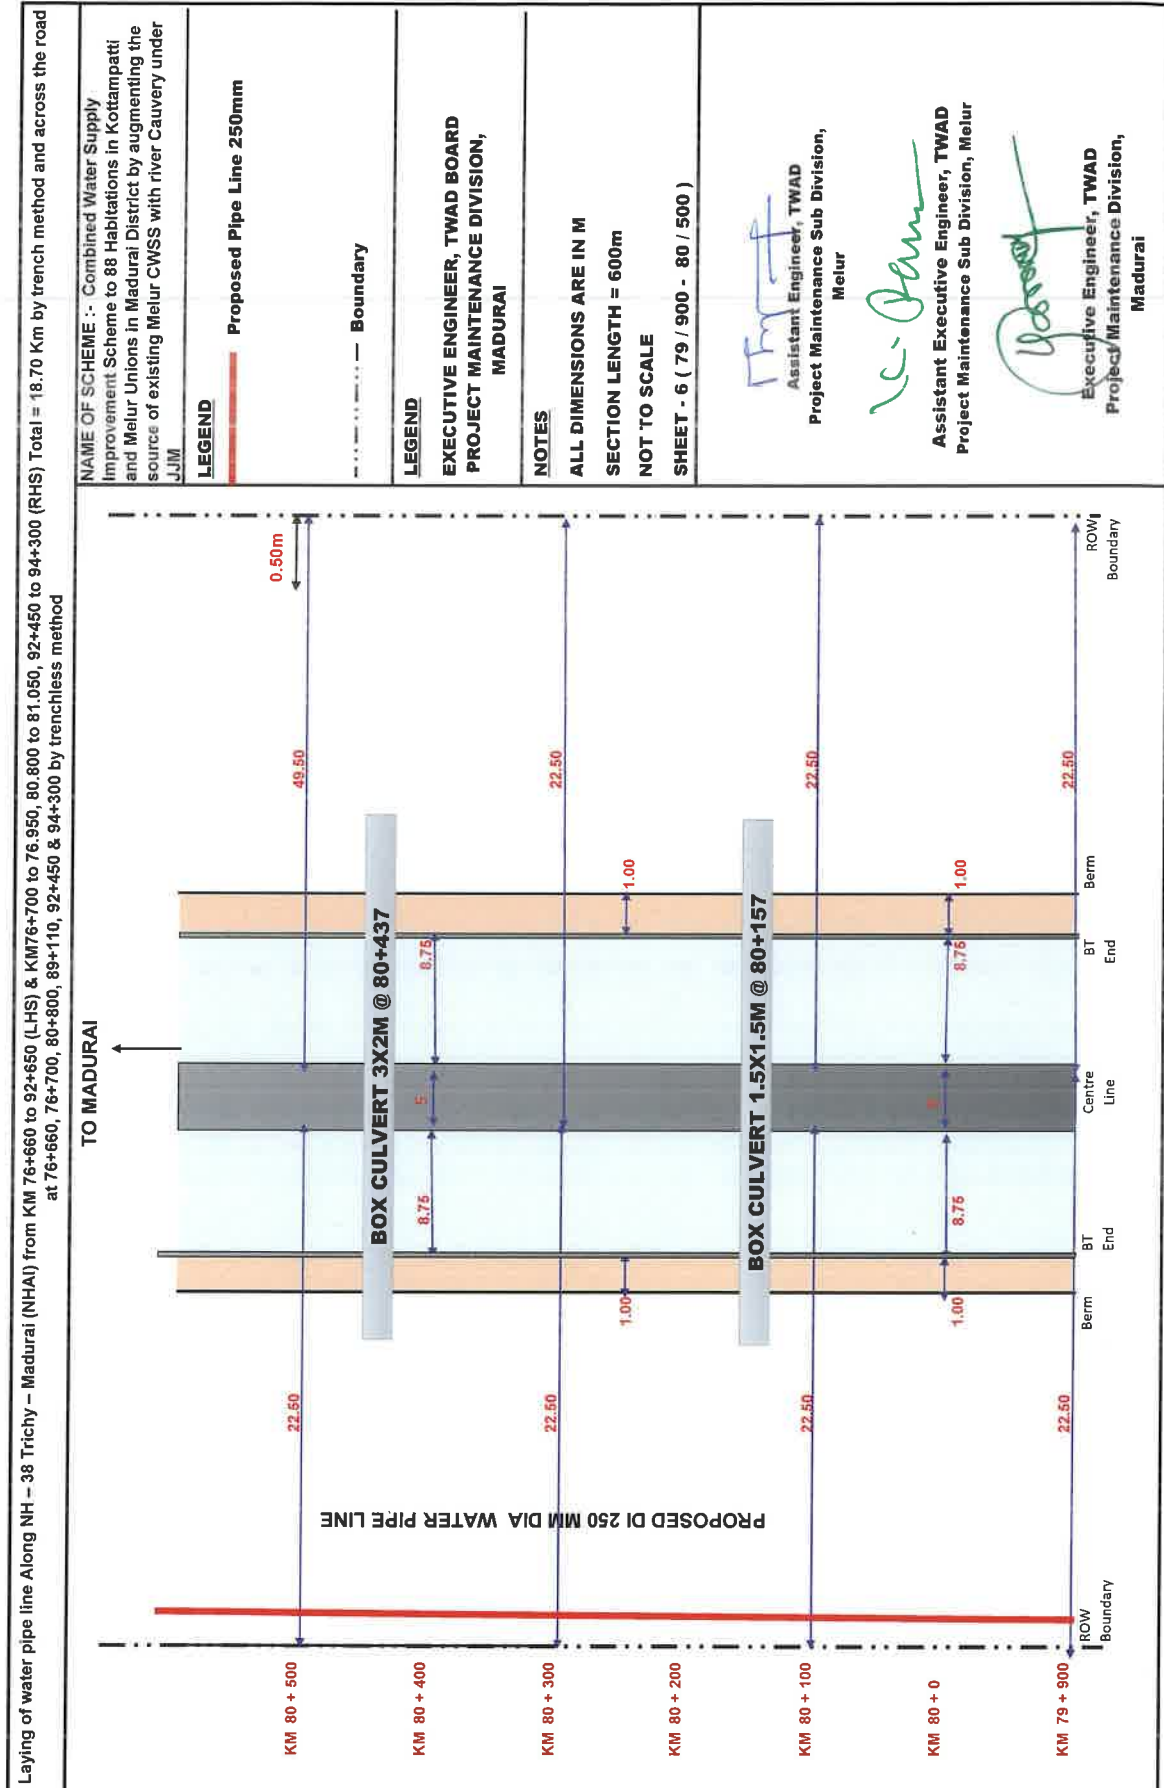 Laying of water pipe line Along NH – 38 Trichy – Madurai (NHAI) from KM 76+660 to 92+650 (LHS) & KM76+700 to 76.950, 80.800 to 81.050, 92+450 to 94+300 (RHS) Total = 18.70 Km by trench method and across the road
at 76+660, 76+700, 80+800, 89+110, 92+450 & 94+300 by trenchless method
TO MADURAI
KM 80 + 500
KM 80 + 400
KM 80 + 300
KM 80 + 200
KM 80 + 100
KM 80 + 0
KM 79 + 900
PROPOSED DI 250 MM DIA WATER PIPE LINE
22.50
49.50
0.50m
BOX CULVERT 3X2M @ 80+437
8.75
5
8.75
22.50
22.50
1.00
1.00
BOX CULVERT 1.5X1.5M @ 80+157
22.50
22.50
1.00
8.75
8.75
1.00
22.50
22.50
ROW
Boundary
Berm
BT
End
Centre
Line
BT
End
Berm
ROW
Boundary
NAME OF SCHEME :- Combined Water Supply
Improvement Scheme to 88 Habitations in Kottampatti
and Melur Unions in Madurai District by augmenting the
source of existing Melur CWSS with river Cauvery under
JJM
LEGEND
Proposed Pipe Line 250mm
Boundary
LEGEND
EXECUTIVE ENGINEER, TWAD BOARD
PROJECT MAINTENANCE DIVISION,
MADURAI
NOTES
ALL DIMENSIONS ARE IN M
SECTION LENGTH = 600m
NOT TO SCALE
SHEET - 6 ( 79 / 900 - 80 / 500 )
Assistant Engineer, TWAD
Project Maintenance Sub Division,
Melur
Assistant Executive Engineer, TWAD
Project Maintenance Sub Division, Melur
Executive Engineer, TWAD
Project Maintenance Division,
Madurai